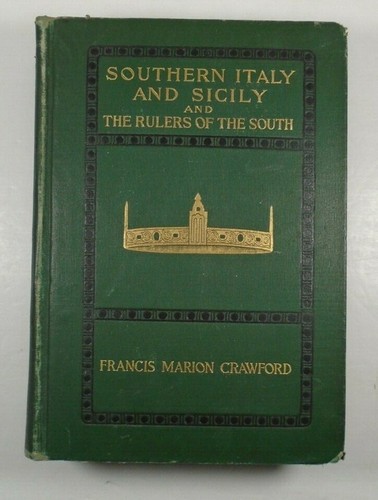 SOUTHERN ITALY
AND SICILY
AND
THE RULERS OF THE SOUTH
FRANCIS MARION CRAWFORD